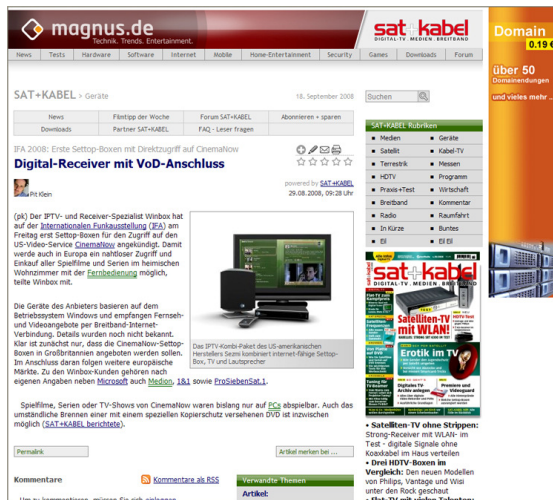 magnus.de
Technik. Trends. Entertainment.
sat+kabel
DIGITAL-TV . MEDIEN . BREITBAND
Domain
0.19 €
über 50
Domainendungen
und vieles mehr ..
News Tests Hardware Software Internet Mobile Home-Entertainment Security Games Downloads Forum
SAT+KABEL > Geräte
18. September 2008
Suchen
News Filmtipp der Woche Forum SAT+KABEL Abonnieren + sparen
Downloads Partner SAT+KABEL FAQ - Leser fragen
IFA 2008: Erste Settop-Boxen mit Direktzugriff auf CinemaNow
Digital-Receiver mit VoD-Anschluss
Pit Klein
powered by SAT+KABEL
29.08.2008, 09:28 Uhr
(pk) Der IPTV- und Receiver-Spezialist Winbox hat
auf der Internationalen Funkausstellung (IFA) am
Freitag erst Settop-Boxen für den Zugriff auf den
US-Video-Service CinemaNow angekündigt. Damit
werde auch in Europa ein nahtloser Zugriff und
Einkauf aller Spielfilme und Serien im heimischen
Wohnzimmer mit der Fernbedienung möglich,
teilte Winbox mit.
Die Geräte des Anbieters basieren auf dem
Betriebssystem Windows und empfangen Fernseh-
und Videoangebote per Breitband-Internet-
Verbindung. Details wurden noch nicht bekannt.
Klar ist zunächst nur, dass die CinemaNow-Settop-
Boxen in Großbritannien angeboten werden sollen.
Im Anschluss daran folgen weitere europäische
Märkte. Zu den Winbox-Kunden gehören nach
eigenen Angaben neben Microsoft auch Medion, 1&1 sowie ProSiebenSat.1.
Das IPTV-Kombi-Paket des US-amerikanischen
Herstellers Sezmi kombiniert internet-fähige Settop-
Box, TV und Lautsprecher
Spielfilme, Serien oder TV-Shows von CinemaNow waren bislang nur auf PCs abspielbar. Auch das
umständliche Brennen einer mit einem speziellen Kopierschutz versehenen DVD ist inzwischen
möglich (SAT+KABEL berichtete).
Permalink
Artikel merken bei ...
Kommentare
Kommentare als RSS
Verwandte Themen
Artikel:
Um zu kommentieren, müssen Sie sich einloggen
SAT+KABEL Rubriken
Medien Geräte
Satellit Kabel-TV
Terrestrik Messen
HDTV Programm
Praxis+Test Wirtschaft
Breitband Kommentar
Radio Raumfahrt
In Kürze Buntes
Eil Eil Eil
sat+kabel
DIGITAL-TV . MEDIEN . BREITBAND
Satelliten-TV
mit WLAN!
Erotik im TV
• Satelliten-TV ohne Strippen:
Strong-Receiver mit WLAN- im
Test - digitale Signale ohne
Koaxkabel im Haus verteilen
• Drei HDTV-Boxen im
Vergleich: Den neuen Modellen
von Philips, Vantage und Wisi
unter den Rock geschaut
• Flat-TV mit vielen Talenten: